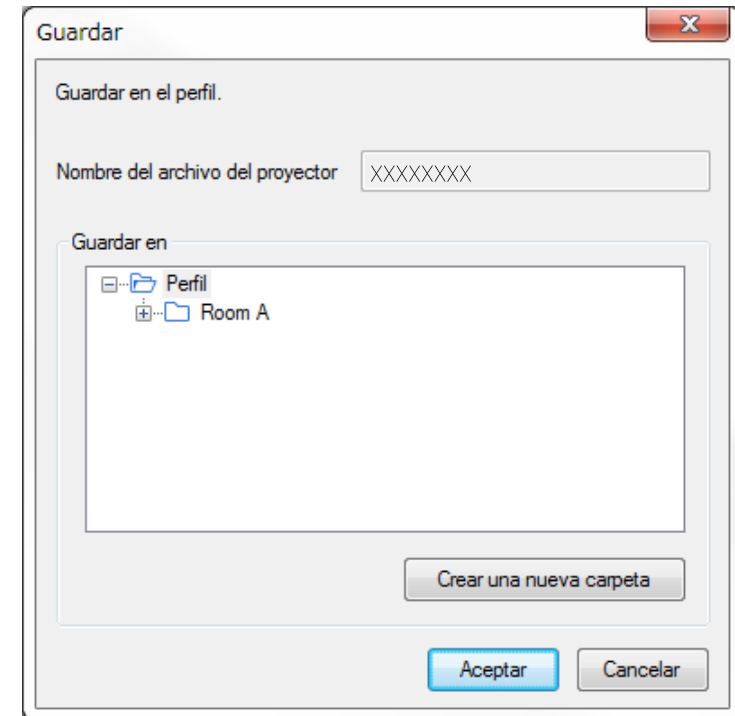 Guardar
Guardar en el perfil.
Nombre del archivo del proyector XXXXXXXX
Guardar en
Perfil
Room A
Crear una nueva carpeta
Aceptar Cancelar